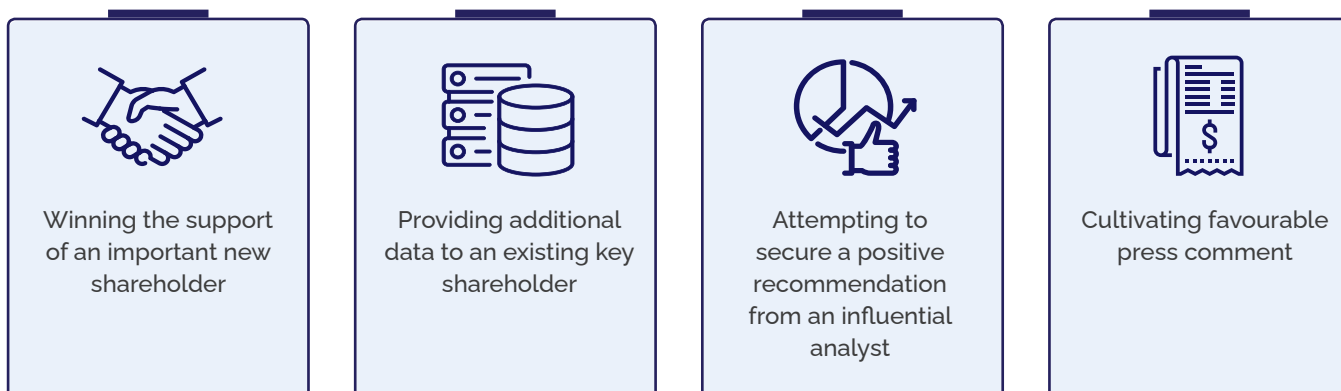 Winning the support
of an important new
shareholder
Providing additional
data to an existing key
shareholder
Attempting to
secure a positive
recommendation
from an influential
analyst
$
Cultivating favourable
press comment